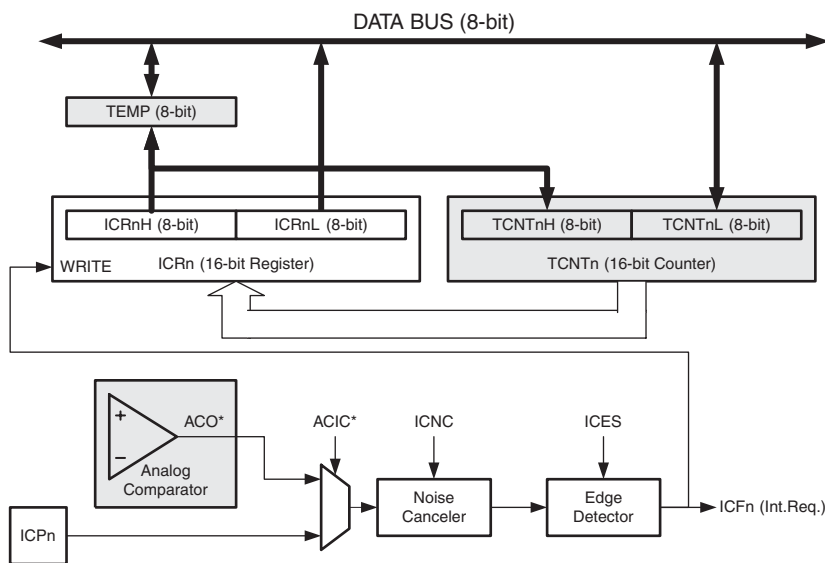 DATA BUS (8-bit)
TEMP (8-bit)
ICRnH (8-bit) ICRnL (8-bit)
TCNTnH (8-bit) TCNTnL (8-bit)
WRITE ICRn (16-bit Register)
TCNTn (16-bit Counter)
+
ACO*
ACIC*
ICNC
ICES
−
Analog
Comparator
Noise
Canceler
Edge
Detector
ICFn (Int.Req.)
ICPn